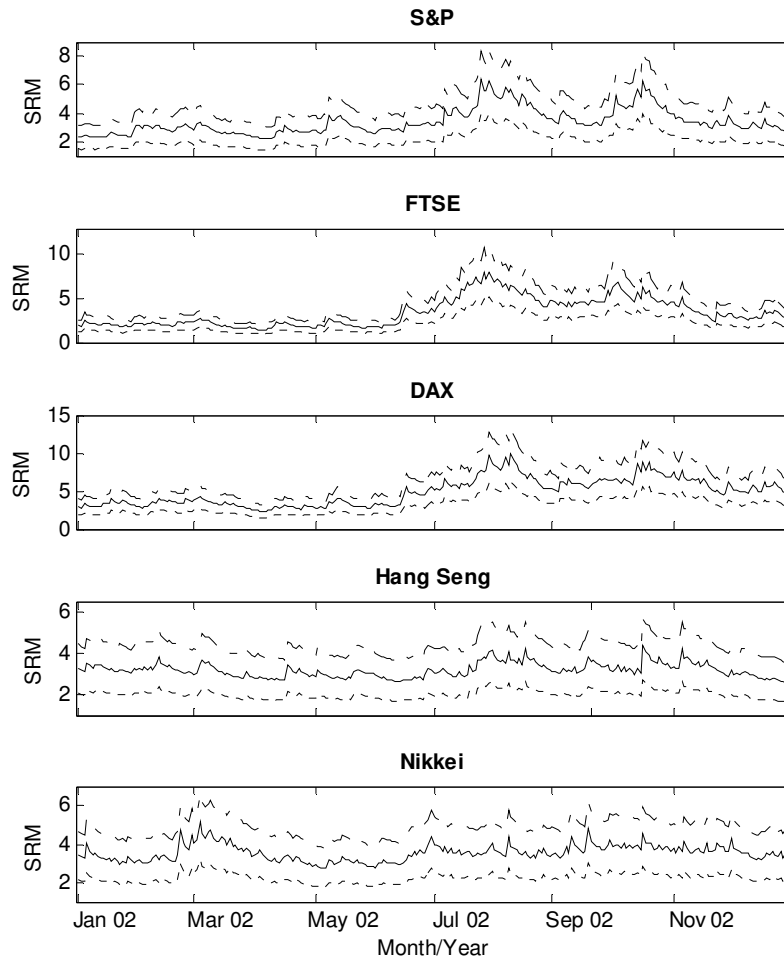 S&P
8
6
4
2
SRM
FTSE
10
5
0
SRM
DAX
15
10
5
0
SRM
Hang Seng
6
4
2
SRM
Nikkei
6
4
2
SRM
Jan 02 Mar 02 May 02 Jul 02 Sep 02 Nov 02
Month/Year